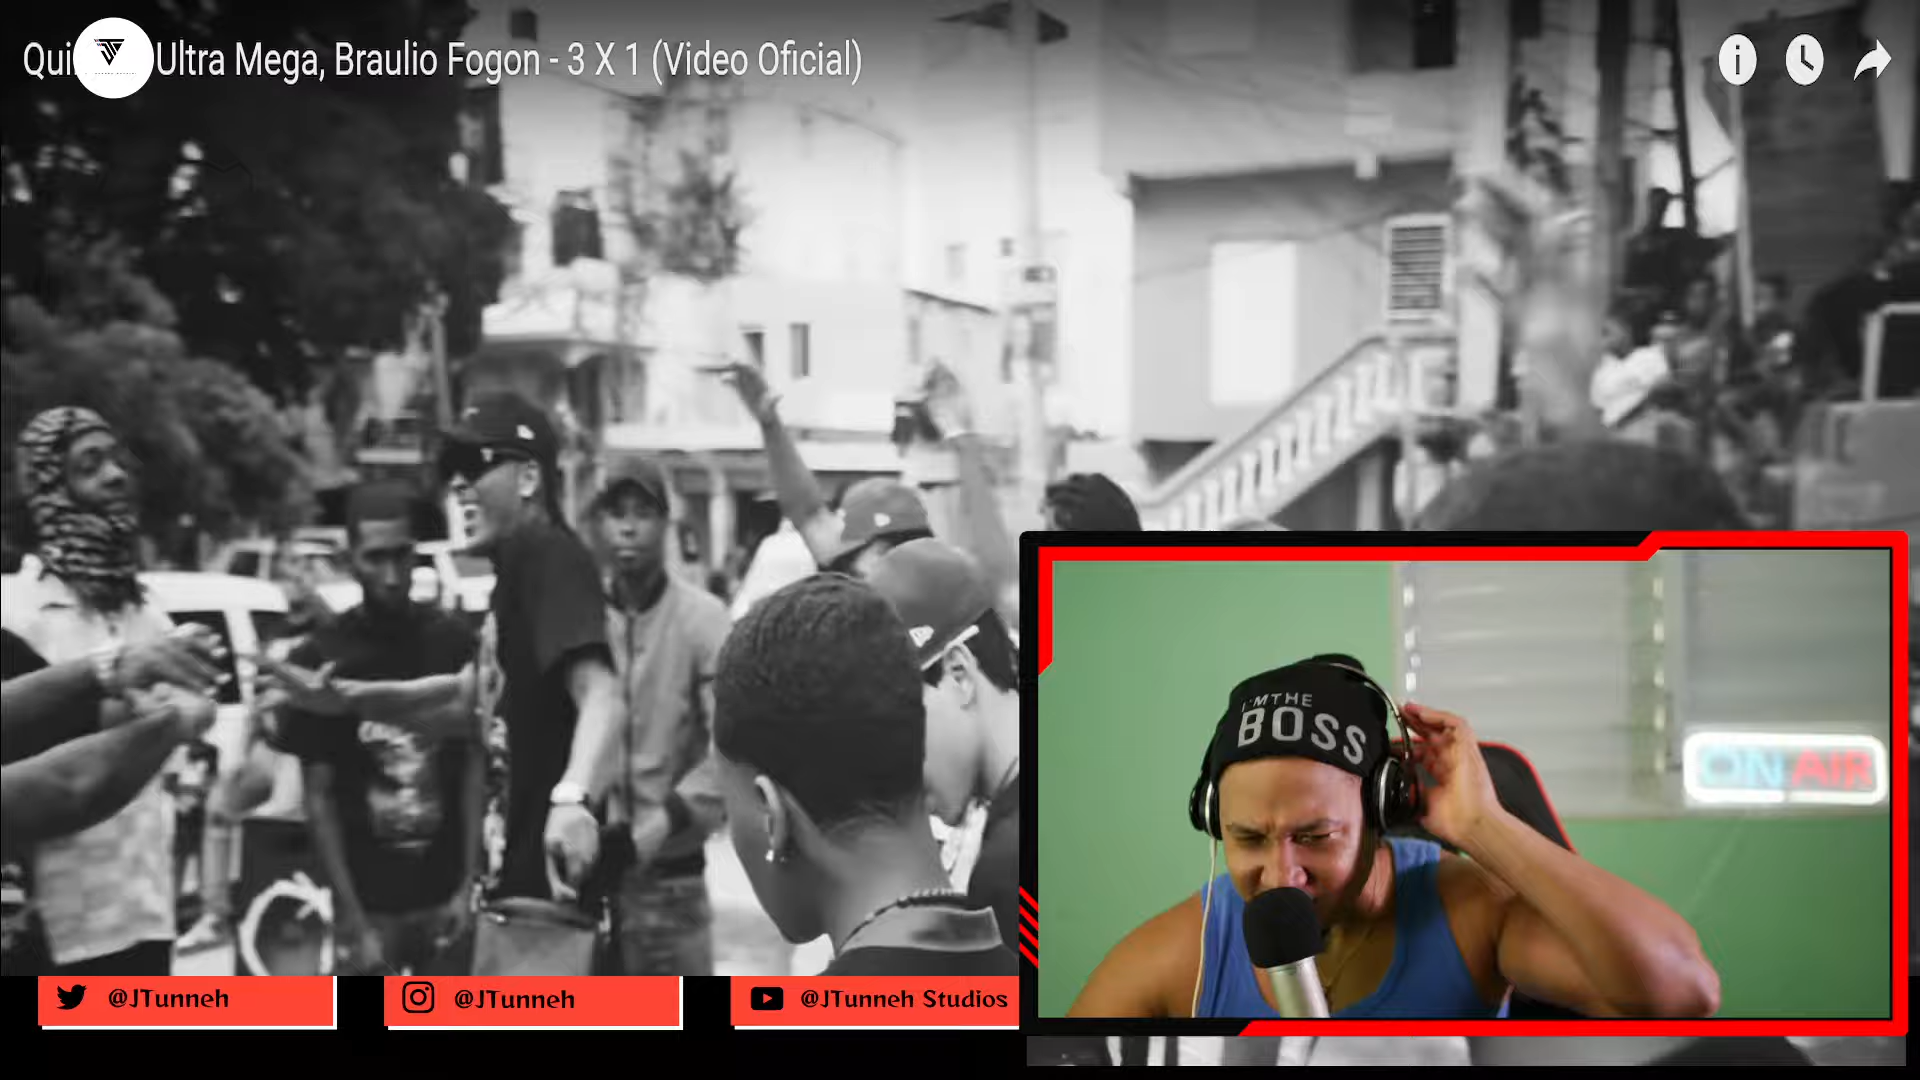 Qui Ultra Mega, Braulio Fogon - 3 X 1 (Video Oficial)
I'M THE
BOSS
ON AIR
@JTunneh
@JTunneh
@JTunneh Studios